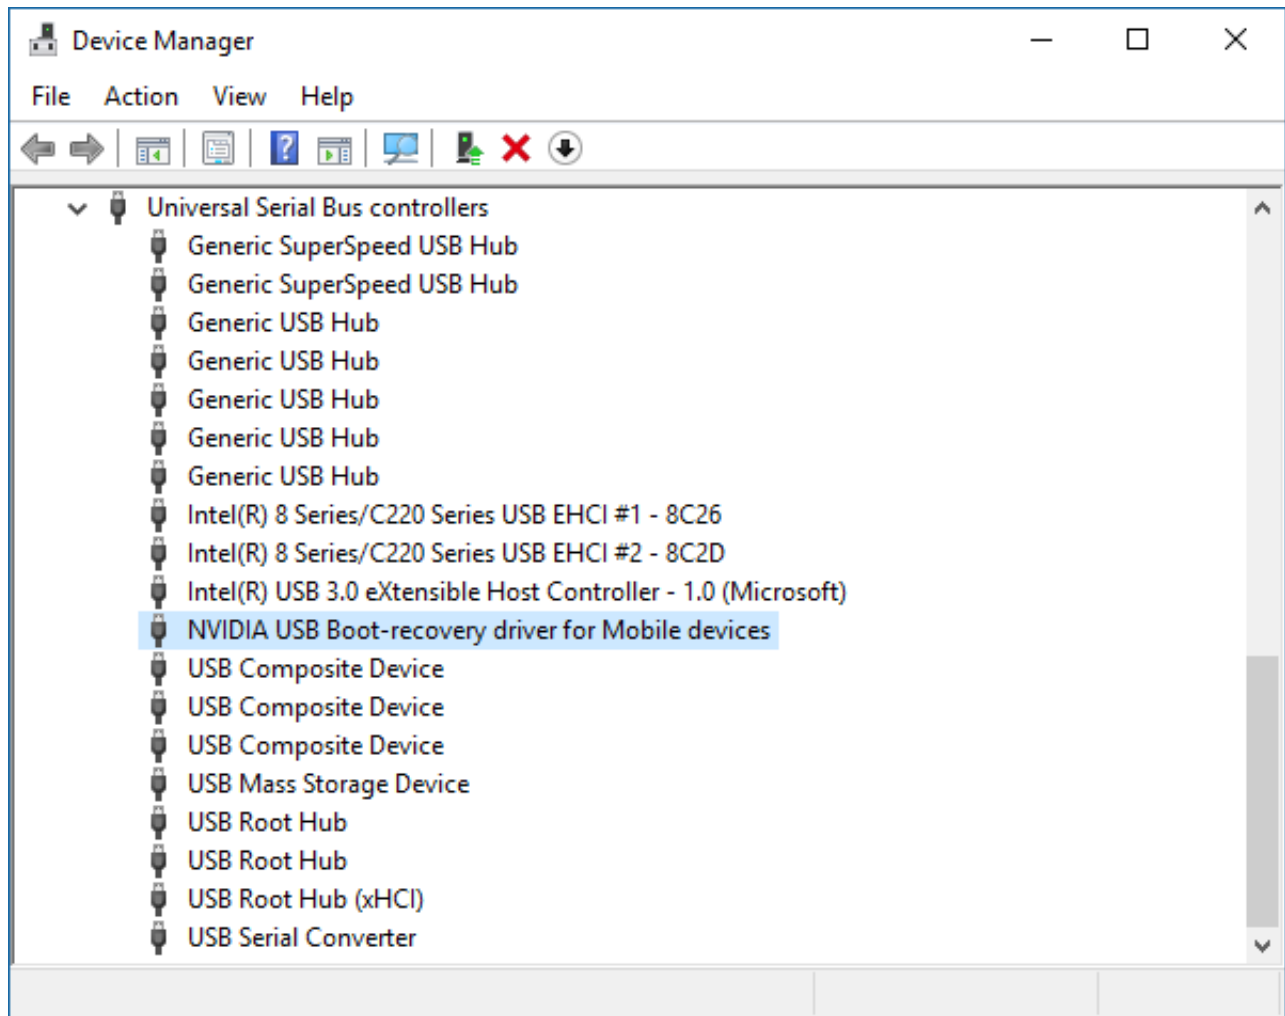 Device Manager
File Action View Help
Universal Serial Bus controllers
Generic SuperSpeed USB Hub
Generic SuperSpeed USB Hub
Generic USB Hub
Generic USB Hub
Generic USB Hub
Generic USB Hub
Generic USB Hub
Intel(R) 8 Series/C220 Series USB EHCI #1 - 8C26
Intel(R) 8 Series/C220 Series USB EHCI #2 - 8C2D
Intel(R) USB 3.0 eXtensible Host Controller - 1.0 (Microsoft)
NVIDIA USB Boot-recovery driver for Mobile devices
USB Composite Device
USB Composite Device
USB Composite Device
USB Mass Storage Device
USB Root Hub
USB Root Hub
USB Root Hub (xHCI)
USB Serial Converter